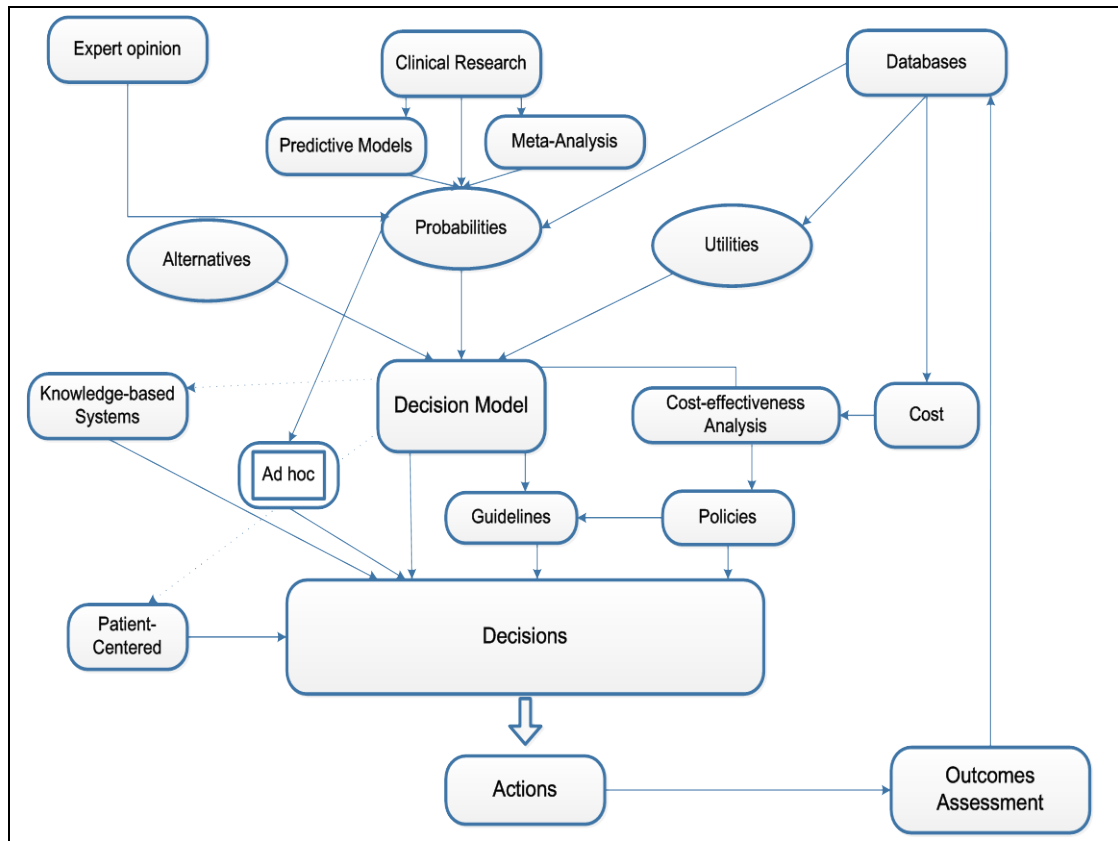 Expert opinion
Clinical Research
Databases
Predictive Models
Meta-Analysis
Probabilities
Alternatives
Utilities
Knowledge-based
Systems
Decision Model
Cost-effectiveness
Analysis
Cost
Ad hoc
Guidelines
Policies
Patient-
Centered
Decisions
Actions
Outcomes
Assessment